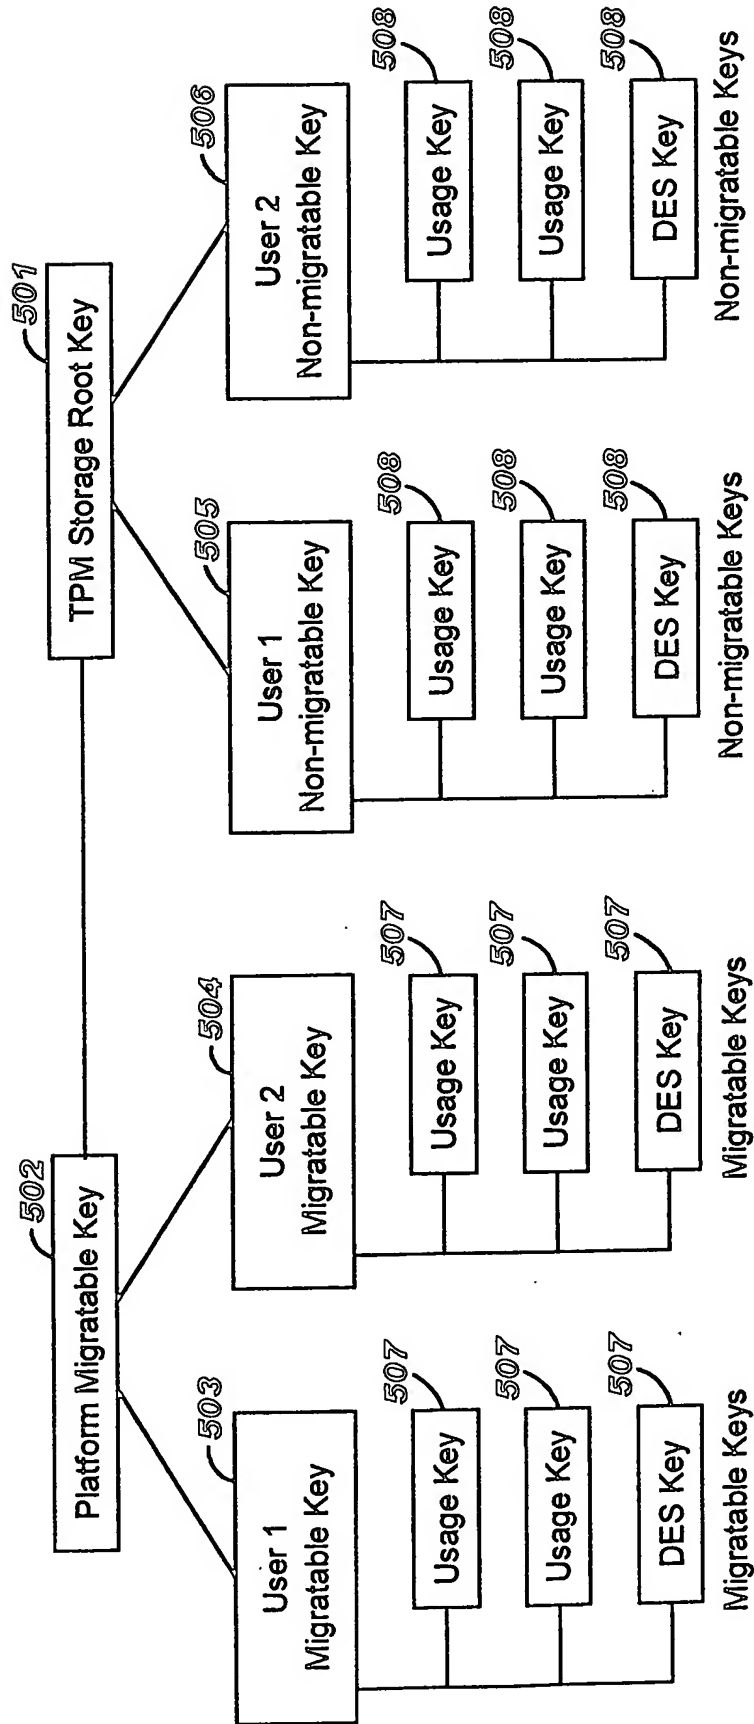 502
Platform Migratable Key
501
TPM Storage Root Key
503
User 1
Migratable Key
504
User 2
Migratable Key
505
User 1
Non-migratable Key
506
User 2
Non-migratable Key
507
Usage Key
507
Usage Key
507
DES Key
Migratable Keys
507
Usage Key
507
Usage Key
507
DES Key
Migratable Keys
508
Usage Key
508
Usage Key
508
DES Key
Non-migratable Keys
508
Usage Key
508
Usage Key
508
DES Key
Non-migratable Keys